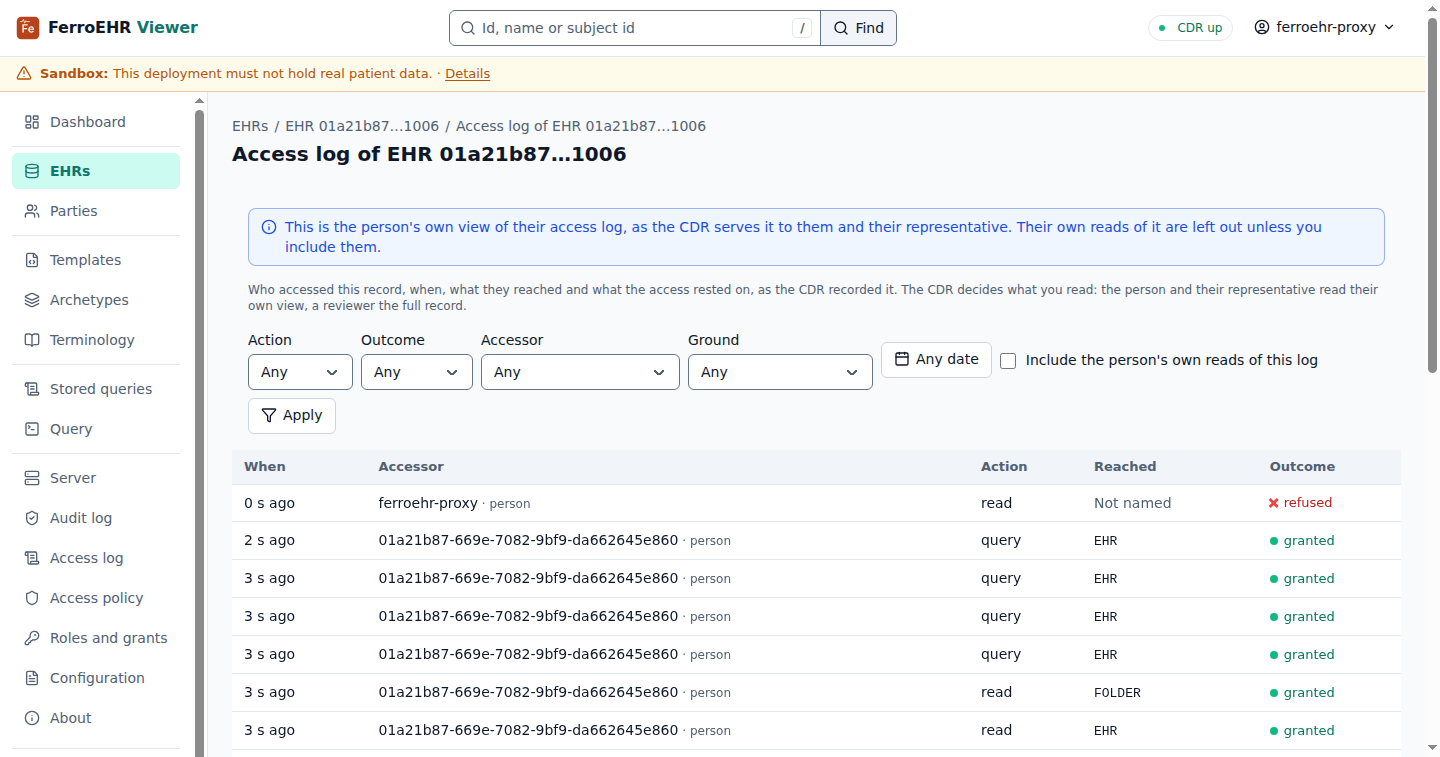 Fe FerroEHR Viewer
Id, name or subject id / Find
CDR up
ferroehr-proxy
Sandbox: This deployment must not hold real patient data. · Details
Dashboard
EHRs
Parties
Templates
Archetypes
Terminology
Stored queries
Query
Server
Audit log
Access log
Access policy
Roles and grants
Configuration
About
EHRs / EHR 01a21b87…1006 / Access log of EHR 01a21b87…1006
Access log of EHR 01a21b87…1006
This is the person's own view of their access log, as the CDR serves it to them and their representative. Their own reads of it are left out unless you
include them.
Who accessed this record, when, what they reached and what the access rested on, as the CDR recorded it. The CDR decides what you read: the person and their representative read their
own view, a reviewer the full record.
Action Outcome Accessor Ground
Any Any Any Any Any date Include the person's own reads of this log
Apply
When Accessor Action Reached Outcome
0 s ago ferroehr-proxy · person read Not named refused
2 s ago 01a21b87-669e-7082-9bf9-da662645e860 · person query EHR granted
3 s ago 01a21b87-669e-7082-9bf9-da662645e860 · person query EHR granted
3 s ago 01a21b87-669e-7082-9bf9-da662645e860 · person query EHR granted
3 s ago 01a21b87-669e-7082-9bf9-da662645e860 · person query EHR granted
3 s ago 01a21b87-669e-7082-9bf9-da662645e860 · person read FOLDER granted
3 s ago 01a21b87-669e-7082-9bf9-da662645e860 · person read EHR granted